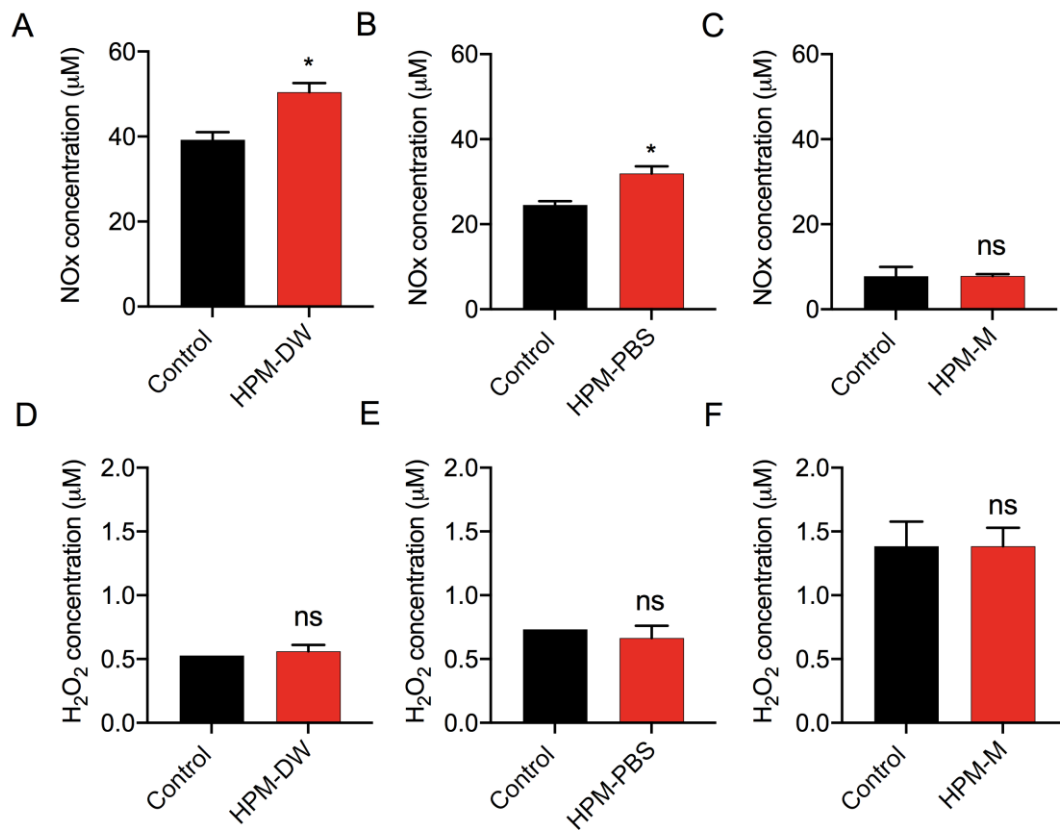 A
NOx concentration (μM)
60
40
20
0
*
Control
HPM-DW
B
NOx concentration (μM)
60
40
20
0
*
Control
HPM-PBS
C
NOx concentration (μM)
60
40
20
0
ns
Control
HPM-M
D
H₂O₂ concentration (μM)
2.0
1.5
1.0
0.5
0.0
ns
Control
HPM-DW
E
H₂O₂ concentration (μM)
2.0
1.5
1.0
0.5
0.0
ns
Control
HPM-PBS
F
H₂O₂ concentration (μM)
2.0
1.5
1.0
0.5
0.0
ns
Control
HPM-M